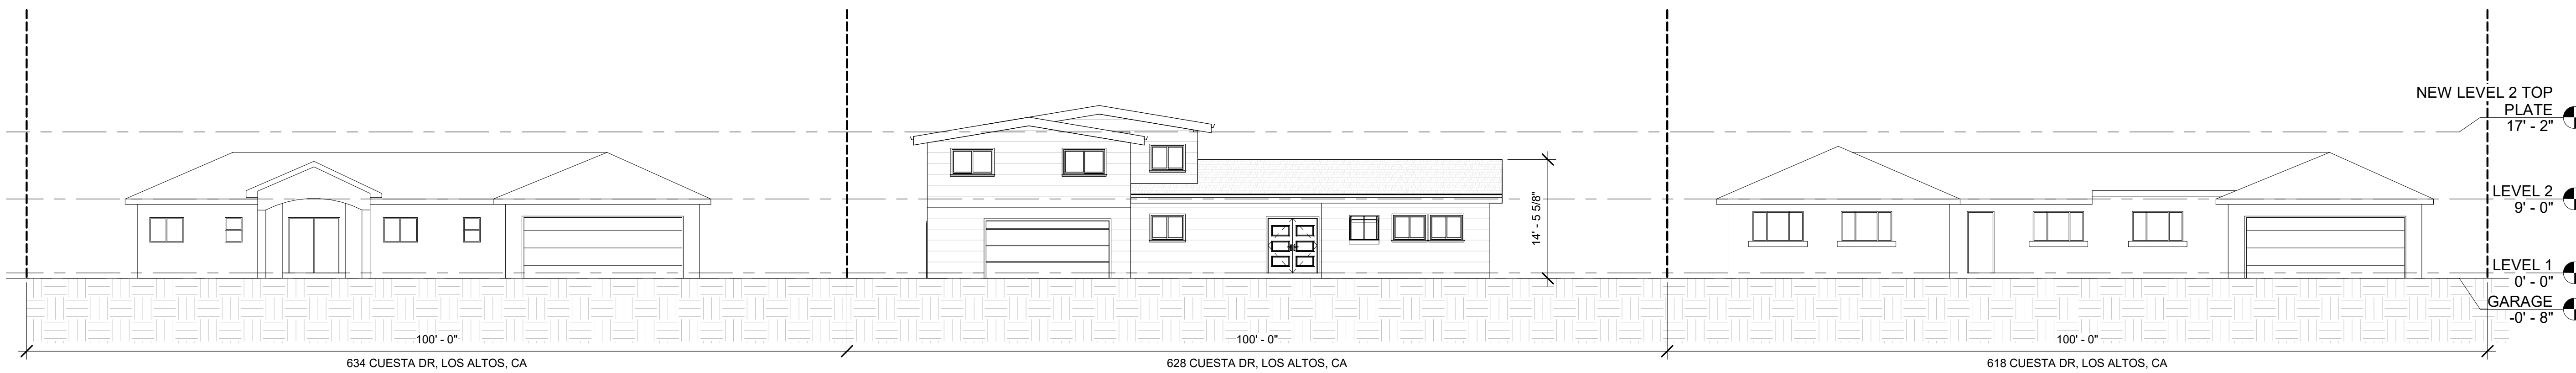 NEW LEVEL 2 TOP
PLATE
17' - 2"
14' - 5 5/8"
LEVEL 2
9' - 0"
LEVEL 1
0' - 0"
GARAGE
-0' - 8"
100' - 0"
100' - 0"
100' - 0"
634 CUESTA DR, LOS ALTOS, CA
628 CUESTA DR, LOS ALTOS, CA
618 CUESTA DR, LOS ALTOS, CA